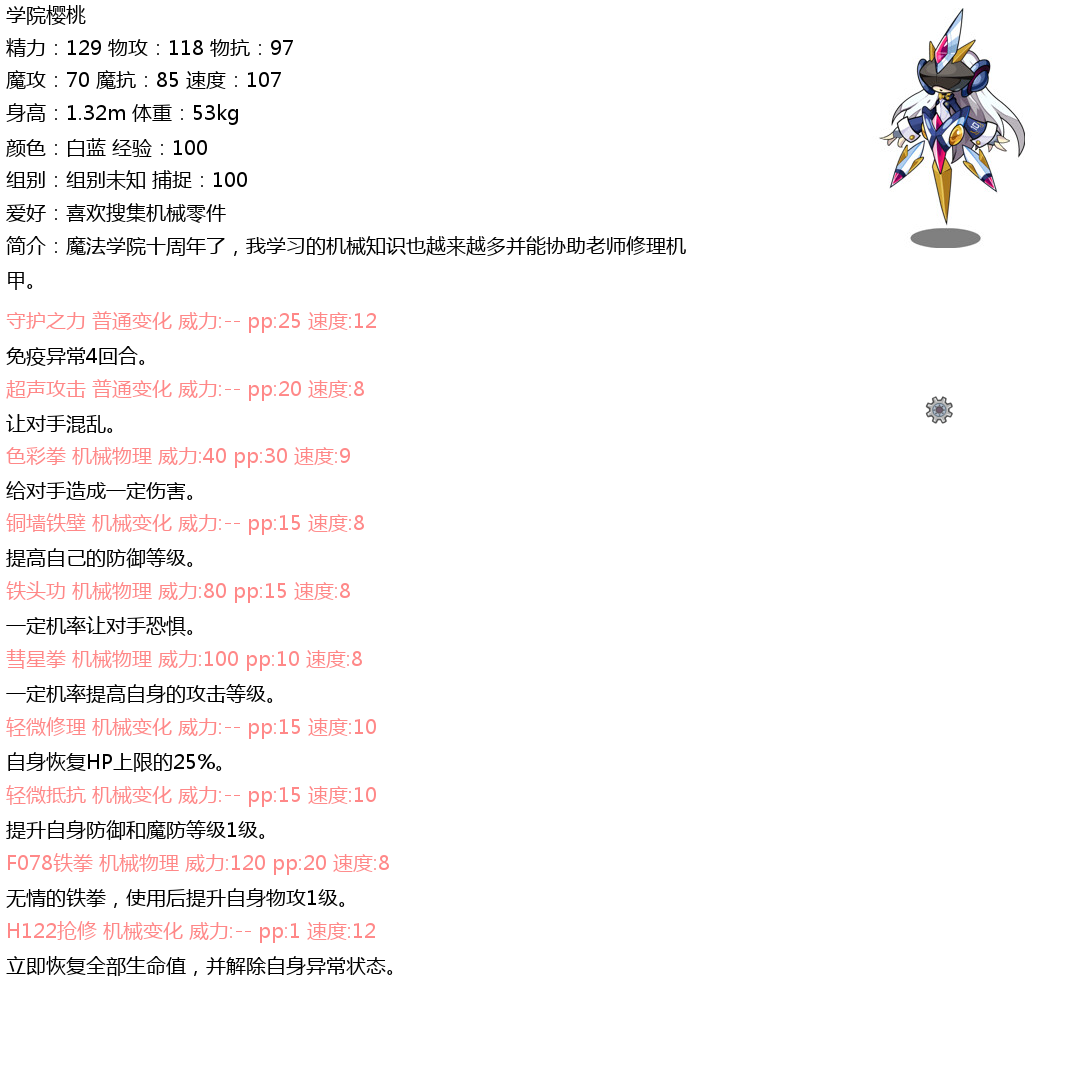 学院樱桃
精力：129 物攻：118 物抗：97
魔攻：70 魔抗：85 速度：107
身高：1.32m 体重：53kg
颜色：白蓝 经验：100
组别：组别未知 捕捉：100
爱好：喜欢搜集机械零件
简介：魔法学院十周年了，我学习的机械知识也越来越多并能协助老师修理机
甲。
守护之力 普通变化 威力:-- pp:25 速度:12
免疫异常4回合。
超声攻击 普通变化 威力:-- pp:20 速度:8
让对手混乱。
色彩拳 机械物理 威力:40 pp:30 速度:9
给对手造成一定伤害。
铜墙铁壁 机械变化 威力:-- pp:15 速度:8
提高自己的防御等级。
铁头功 机械物理 威力:80 pp:15 速度:8
一定机率让对手恐惧。
彗星拳 机械物理 威力:100 pp:10 速度:8
一定机率提高自身的攻击等级。
轻微修理 机械变化 威力:-- pp:15 速度:10
自身恢复HP上限的25%。
轻微抵抗 机械变化 威力:-- pp:15 速度:10
提升自身防御和魔防等级1级。
F078铁拳 机械物理 威力:120 pp:20 速度:8
无情的铁拳，使用后提升自身物攻1级。
H122抢修 机械变化 威力:-- pp:1 速度:12
立即恢复全部生命值，并解除自身异常状态。